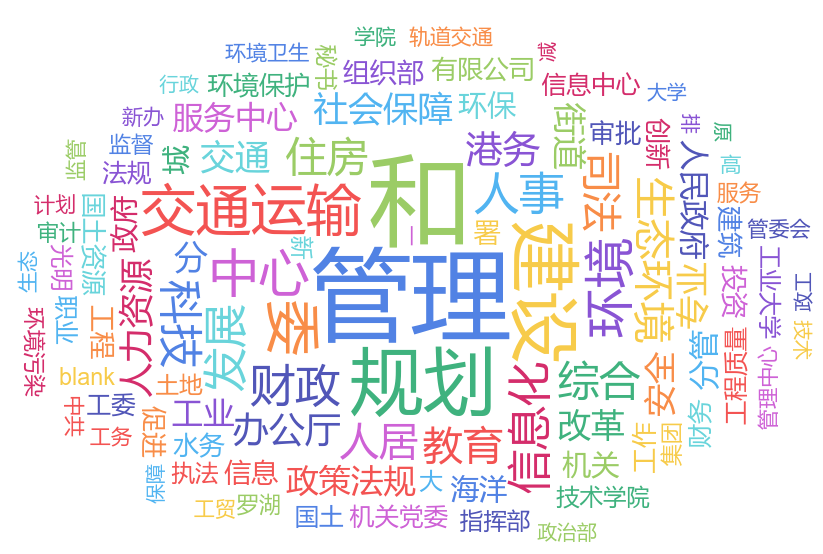 学院
轨道交通
环境卫生
秘书
组织部
有限公司
减
行政
环境保护
信息中心
大学
新办
服务中心
社会保障
环保
街道
审批
创新
排
原
监管
监督
法规
城
交通
住房
和
港务
人事
司法
生态环境
人民政府
高
服务
计划
审计
国土资源
政府
交通运输
新
一
署
建设
环境
业专
建筑
管委会
生态
光明
职业
人力资源
分
科技
中心
管理
投资
工业大学
工政
环境污染
工程
发展
委
财政
规划
信息化
综合
全安
分管
工程质量
心中理管
技术
blank
土地
中共
工委
工务
促进
工业
水务
办公厅
人居
教育
改革
工作
集团
财务
保障
执法
信息
政策法规
大
海洋
机关
技术学院
工贸
罗湖
国土
机关党委
指挥部
政治部